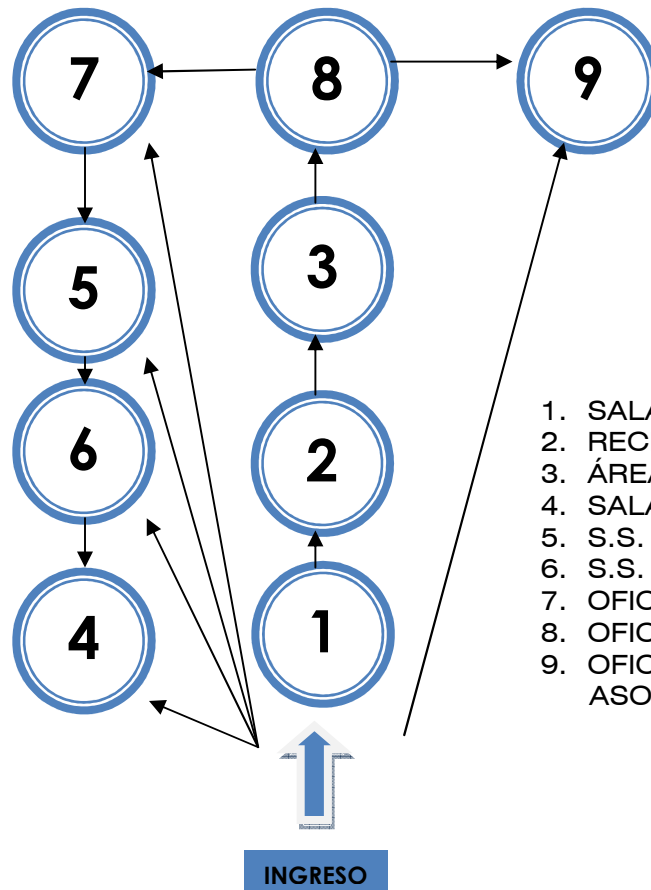 7 8 9
3
5
6
2
4
1
1. SALA
2. REC
3. ÁREA
4. SALA
5. S.S.
6. S.S.
7. OFIC
8. OFIC
9. OFIC
ASO
INGRESO